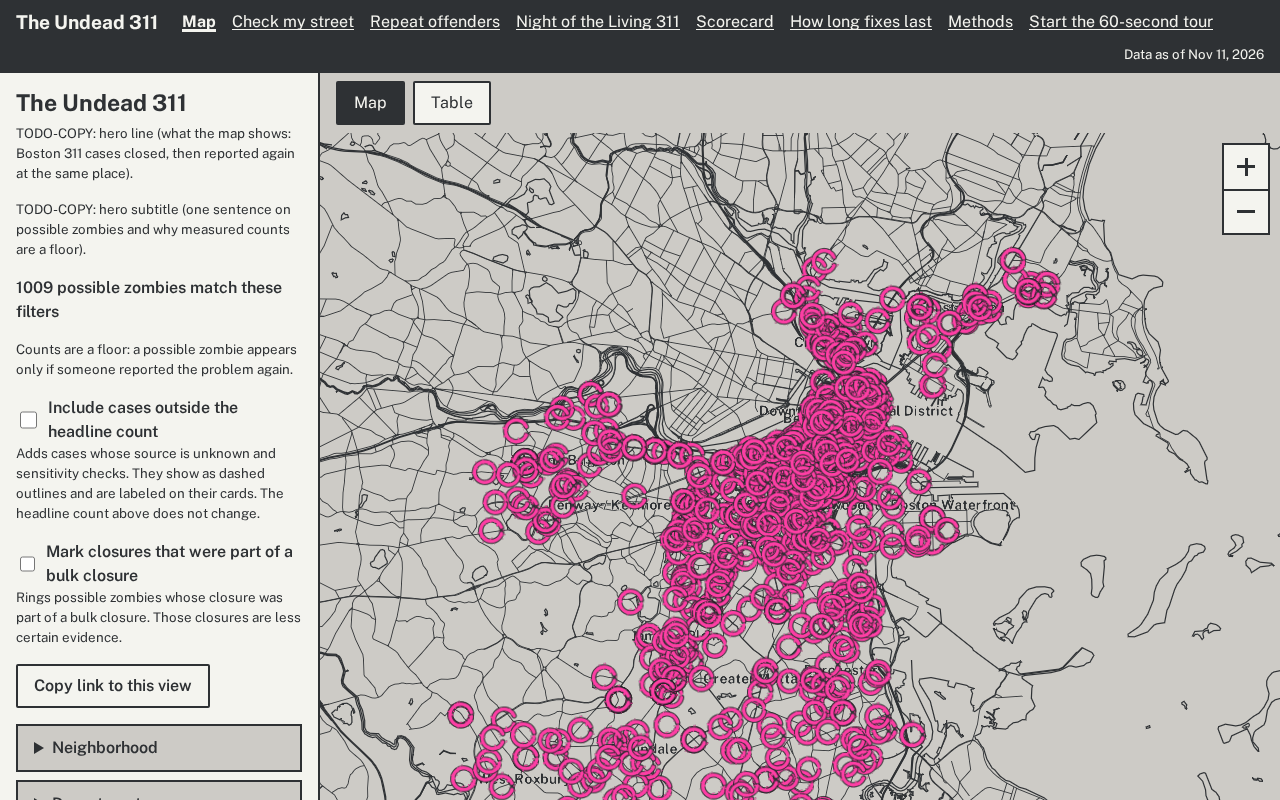 The Undead 311 Map Check my street Repeat offenders Night of the Living 311 Scorecard How long fixes last Methods Start the 60-second tour
Data as of Nov 11, 2026
The Undead 311
TODO-COPY: hero line (what the map shows:
Boston 311 cases closed, then reported again
at the same place).
TODO-COPY: hero subtitle (one sentence on
possible zombies and why measured counts
are a floor).
1009 possible zombies match these
filters
Counts are a floor: a possible zombie appears
only if someone reported the problem again.
Include cases outside the
headline count
Adds cases whose source is unknown and
sensitivity checks. They show as dashed
outlines and are labeled on their cards. The
headline count above does not change.
Mark closures that were part of a
bulk closure
Rings possible zombies whose closure was
part of a bulk closure. Those closures are less
certain evidence.
Copy link to this view
Neighborhood
Map Table
+
−
District
Waterfront
Greater